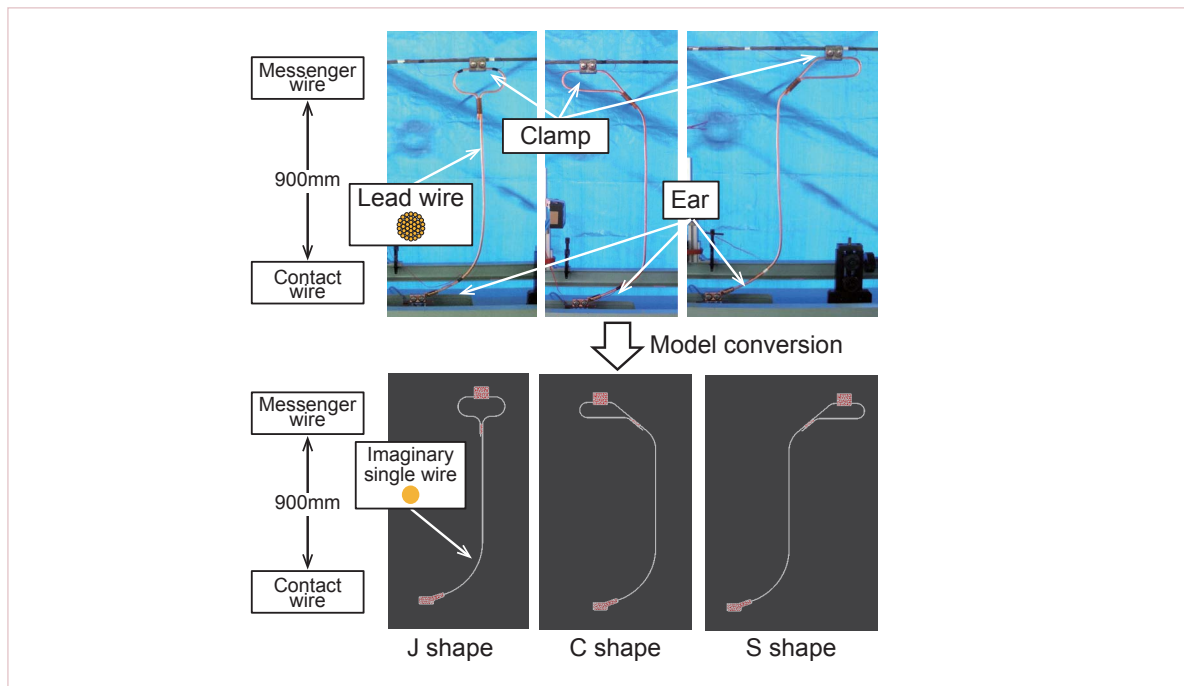 Messenger
wire
Clamp
900mm
Lead wire
Ear
Contact
wire
Model conversion
Messenger
wire
Imaginary
single wire
900mm
Contact
wire
J shape
C shape
S shape